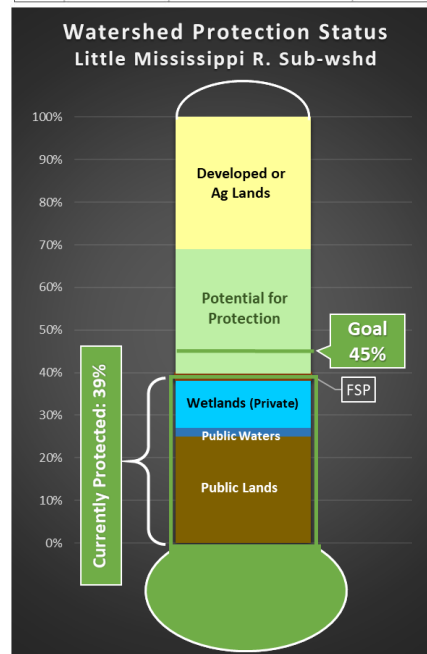 Watershed Protection Status
Little Mississippi R. Sub-wshd
100%
90%
80%
70%
60%
50%
40%
30%
20%
10%
0%
Developed or
Ag Lands
Potential for
Protection
Goal
45%
FSP
Wetlands (Private)
Public Waters
Public Lands
Currently Protected: 39%